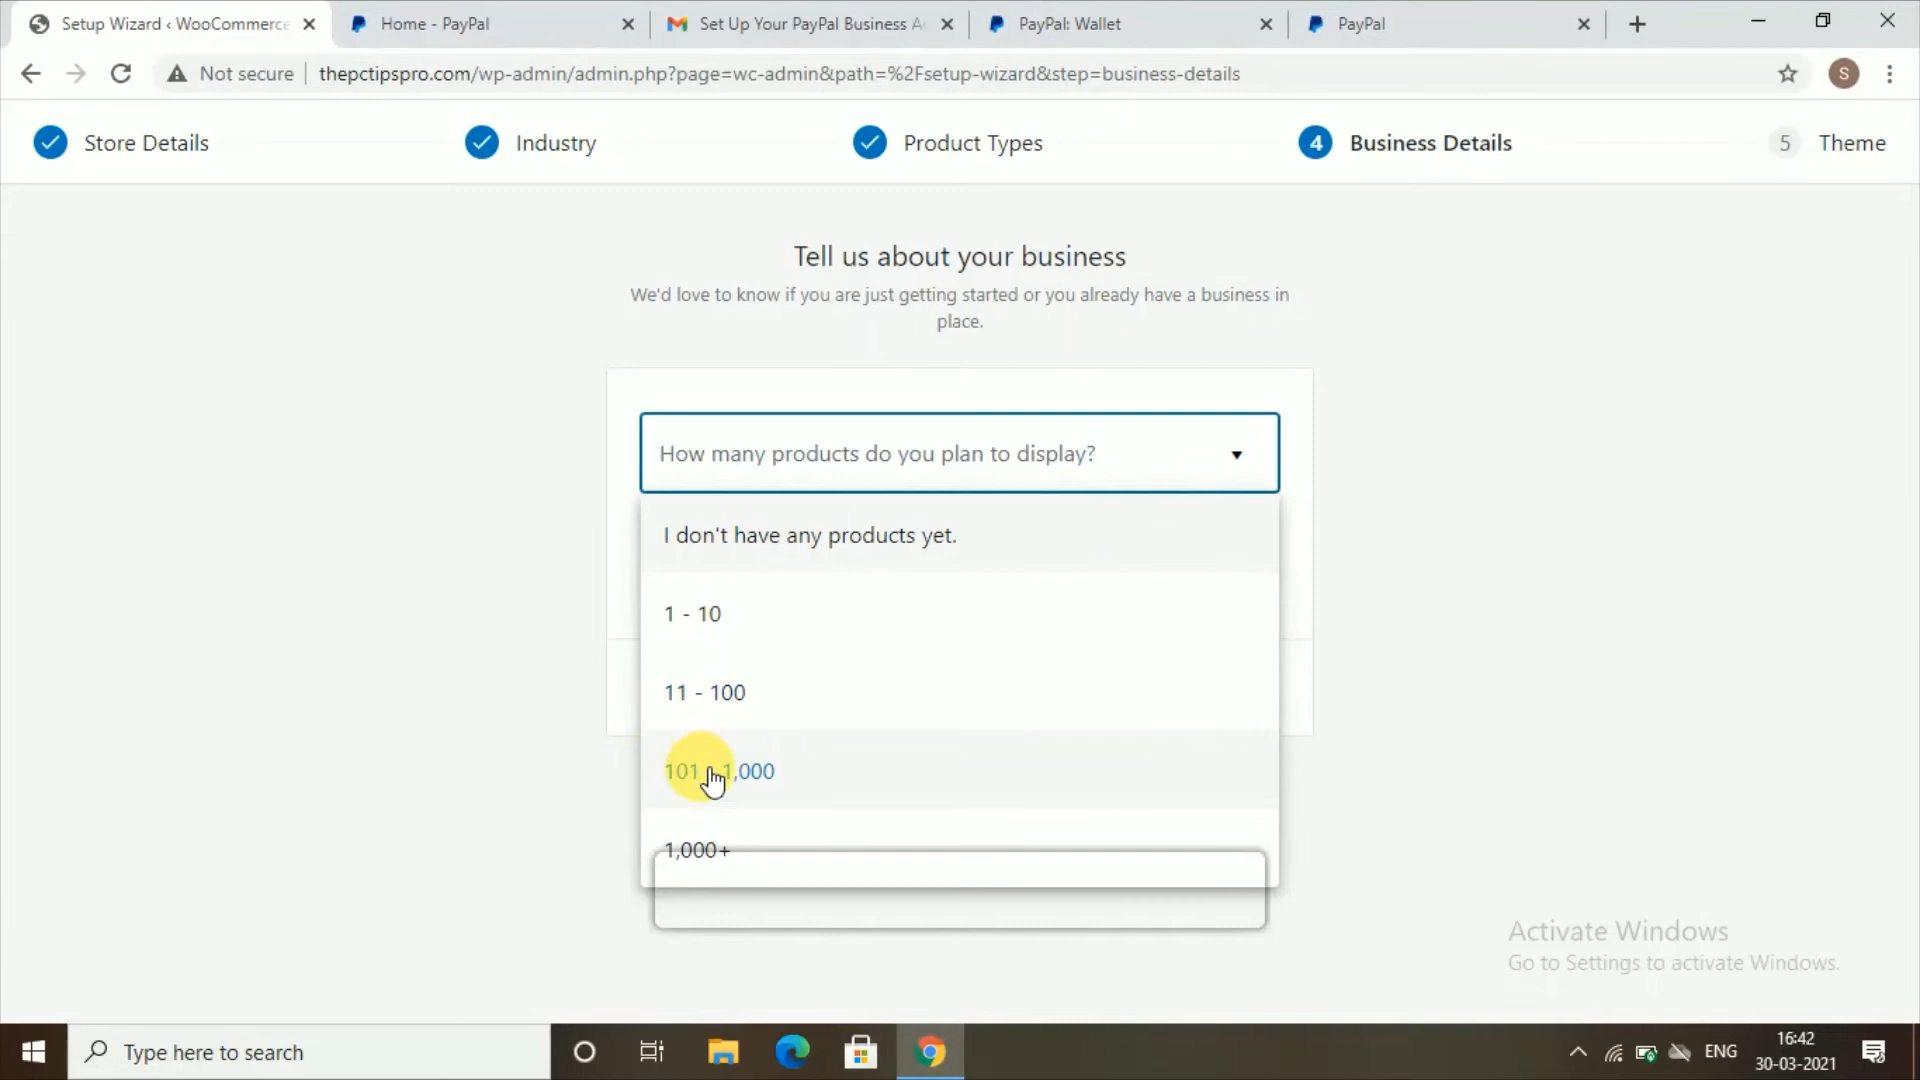 Setup Wizard ‹ WooCommerce
Home - PayPal
Set Up Your PayPal Business A
PayPal: Wallet
PayPal
Not secure
thepctipspro.com/wp-admin/admin.php?page=wc-admin&path=%2Fsetup-wizard&step=business-details
S
Store Details
Industry
Product Types
4 Business Details
5 Theme
Tell us about your business
We'd love to know if you are just getting started or you already have a business in
place.
How many products do you plan to display?
I don't have any products yet.
1 - 10
11 - 100
101 - 1,000
1,000+
Activate Windows
Go to Settings to activate Windows.
Type here to search
ENG
16:42
30-03-2021